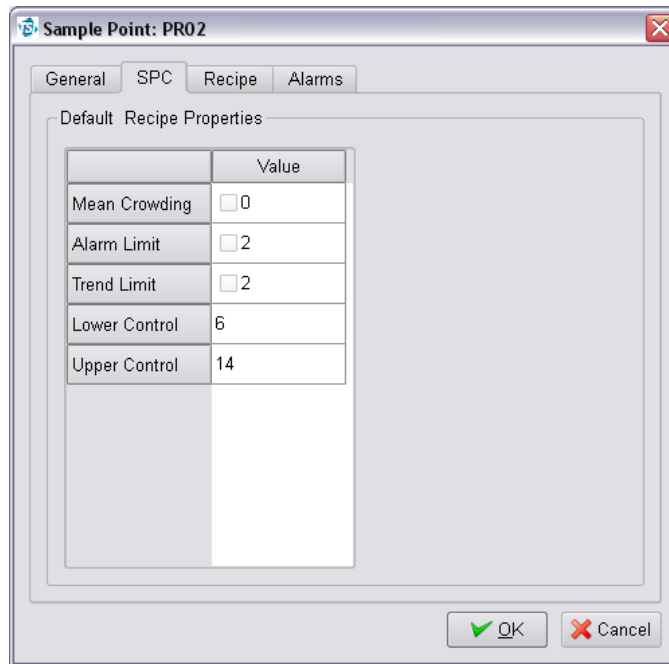 TS
Sample Point: PR02
General SPC Recipe Alarms
Default Recipe Properties
Value
Mean Crowding 0
Alarm Limit 2
Trend Limit 2
Lower Control 6
Upper Control 14
OK Cancel